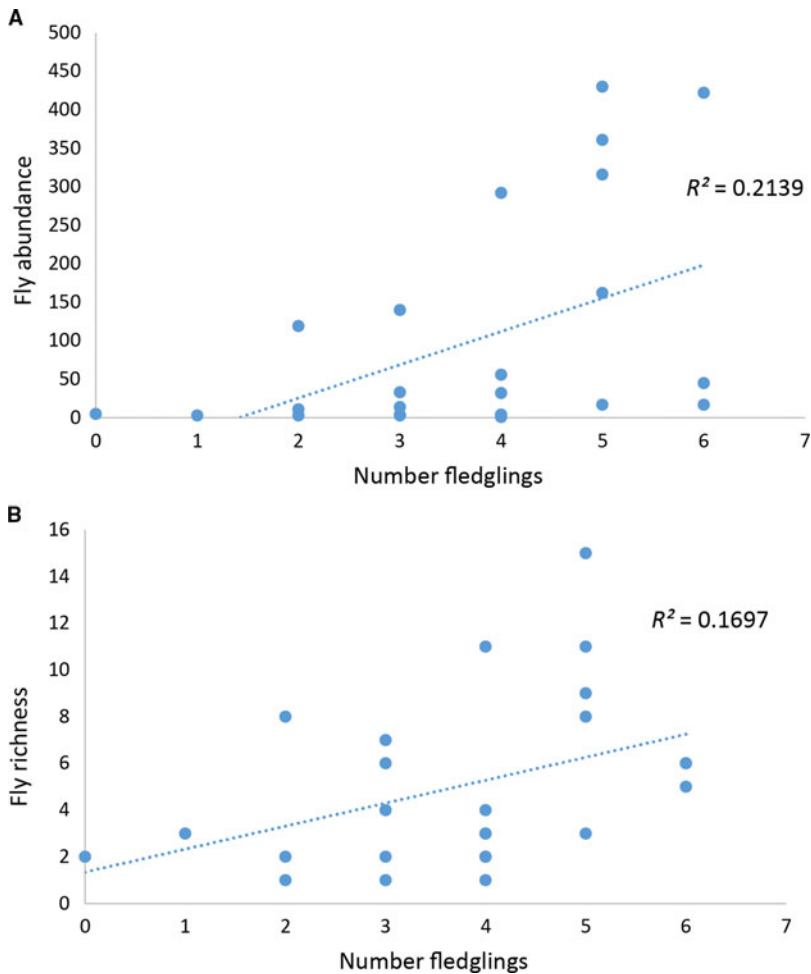 A
500
450
400
350
300
250
200
150
100
50
0
Fly abundance
R² = 0.2139
0 1 2 3 4 5 6 7
Number fledglings
B
16
14
12
10
8
6
4
2
0
Fly richness
R² = 0.1697
0 1 2 3 4 5 6 7
Number fledglings